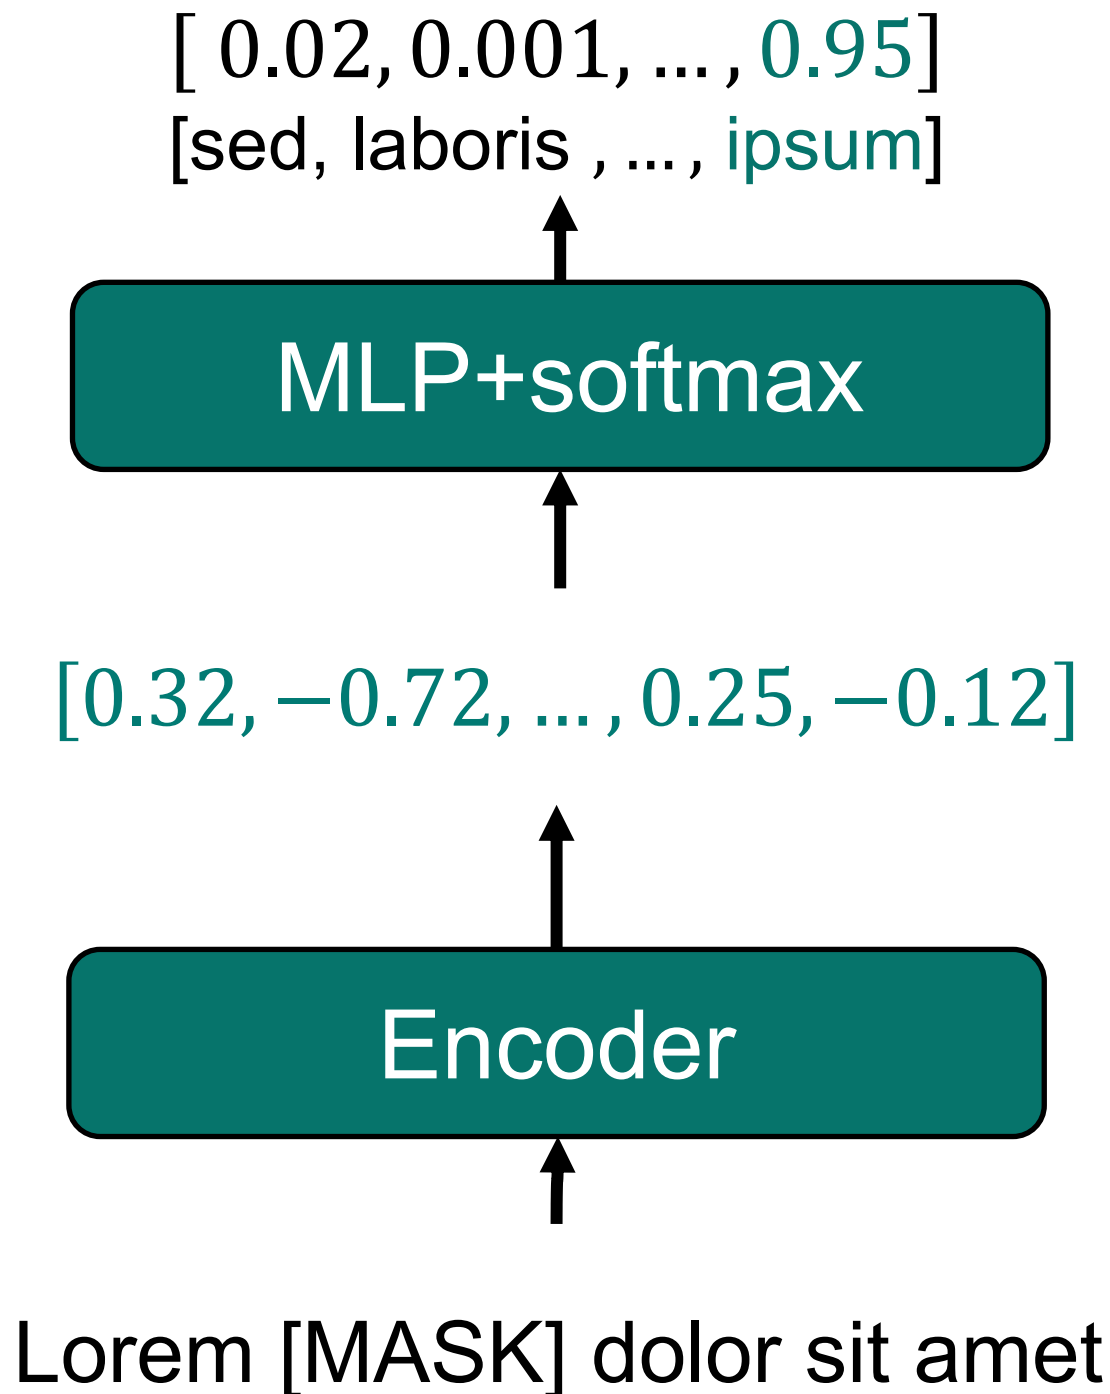 [ 0.02, 0.001, … , 0.95]
[sed, laboris , … , ipsum]
MLP+softmax
[0.32, −0.72, … , 0.25, −0.12]
Encoder
Lorem [MASK] dolor sit amet